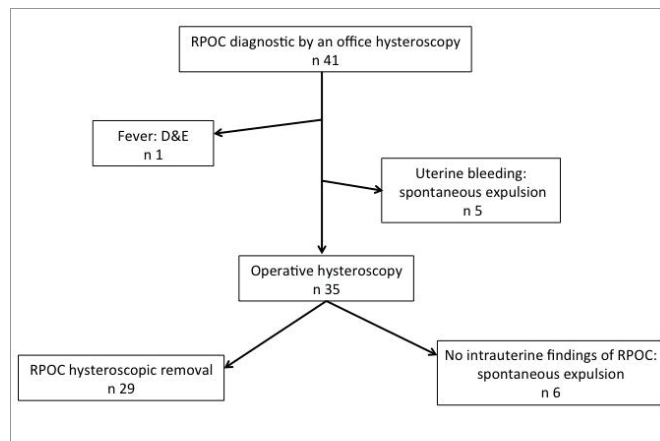 RPOC diagnostic by an office hysteroscopy
n 41
Fever: D&E
n 1
Uterine bleeding:
spontaneous expulsion
n 5
Operative hysteroscopy
n 35
RPOC hysteroscopic removal
n 29
No intrauterine findings of RPOC:
spontaneous expulsion
n 6